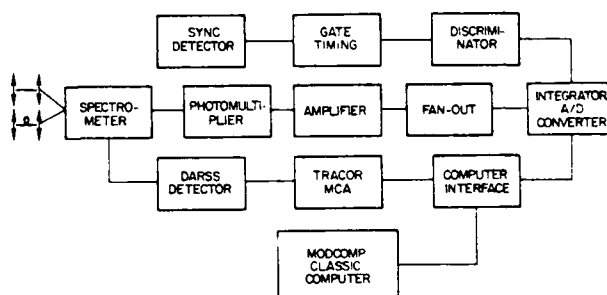 SYNC
DETECTOR
GATE
TIMING
DISCRIMI-
NATOR
SPECTRO-
METER
PHOTOMULTI-
PLIER
AMPLIFIER
FAN-OUT
INTEGRATOR
A/D
CONVERTER
DARSS
DETECTOR
TRACOR
MCA
COMPUTER
INTERFACE
MODCOMP
CLASSIC
COMPUTER